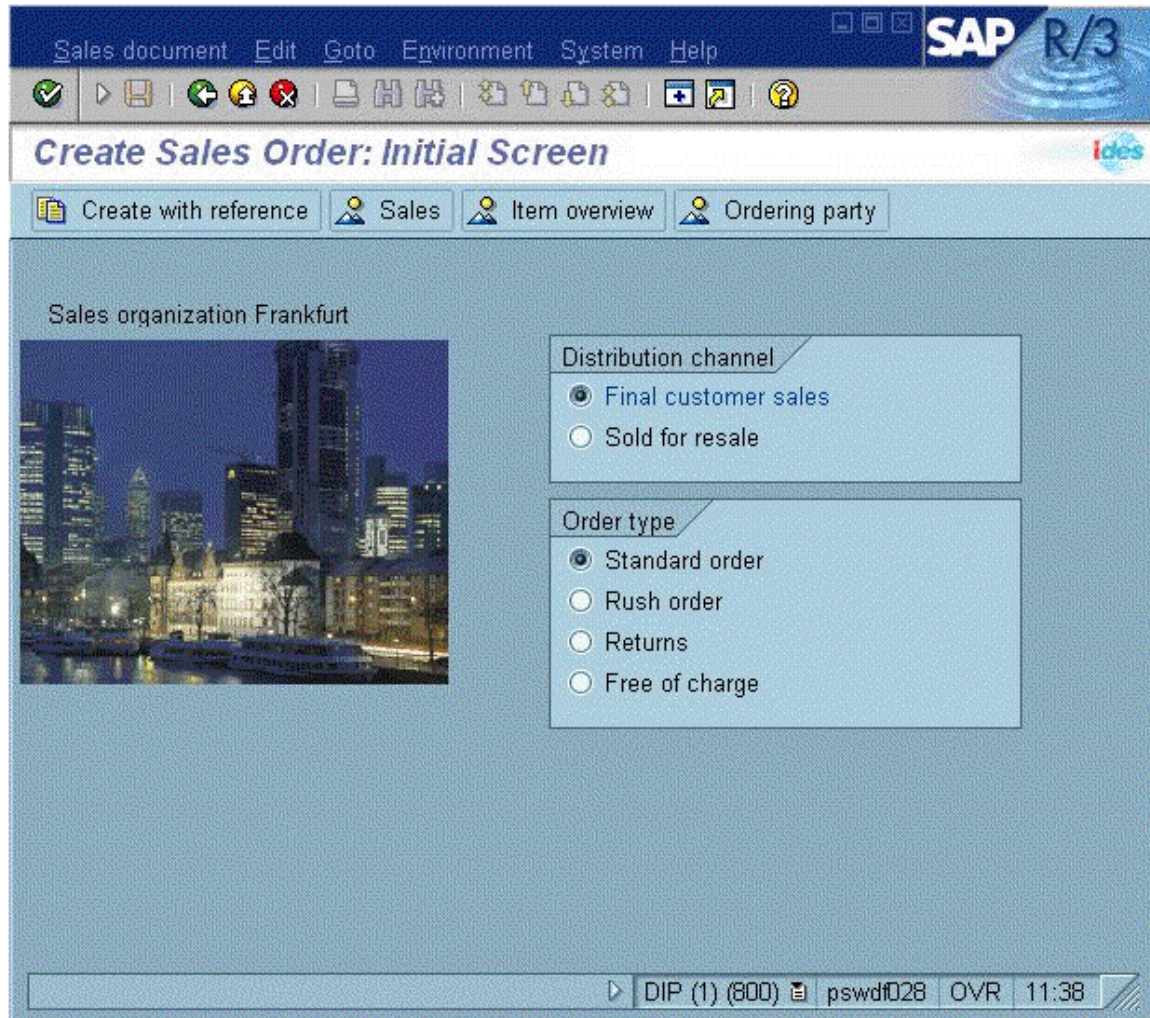 Sales document Edit Goto Environment System Help
SAP R/3
Create Sales Order: Initial Screen
ides
Create with reference Sales Item overview Ordering party
Sales organization Frankfurt
Distribution channel
Final customer sales
Sold for resale
Order type
Standard order
Rush order
Returns
Free of charge
DIP (1) (800) pswdf028 OVR 11:38